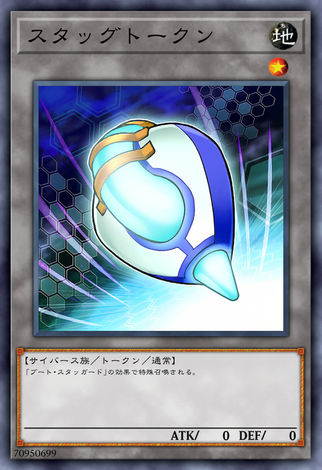 スタッグトークン
地
ち
【サイバース族／トークン／通常】
「ブート・スタッガード」の効果で特殊召喚される。
ATK/ 0 DEF/ 0
70950699